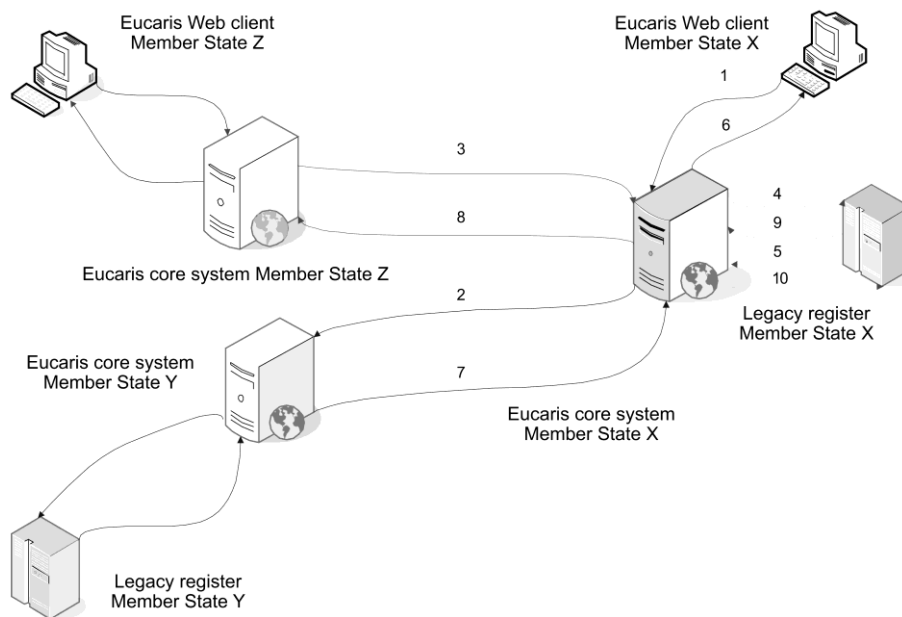 Eucaris Web client
Member State Z
Eucaris Web client
Member State X
1
6
3
4
9
8
5
10
Eucaris core system Member State Z
2
Legacy register
Member State X
Eucaris core system
Member State Y
7
Eucaris core system
Member State X
Legacy register
Member State Y